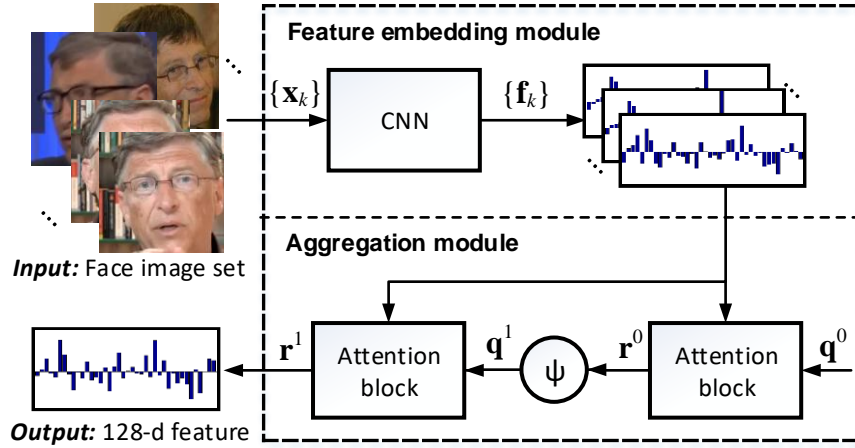 Feature embedding module
{x_k}
CNN
{f_k}
Input: Face image set
Aggregation module
Attention
block
r^1
q^1
ψ
r^0
Attention
block
q^0
Output: 128-d feature